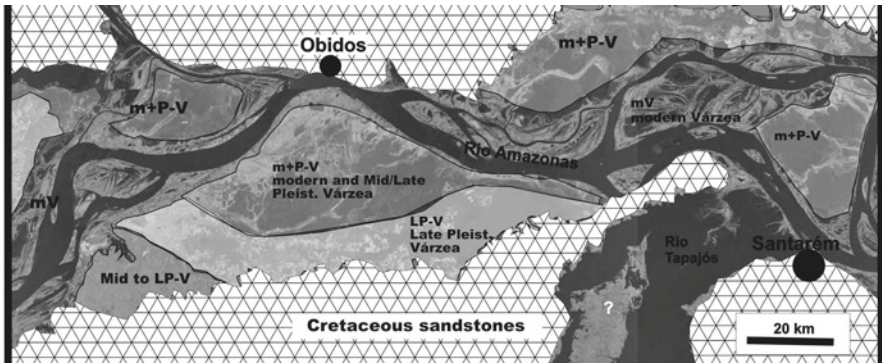 Obidos
m+P-V
m+P-V
mV
modern Várzea
m+P-V
Rio Amazonas
m+P-V
modern and Mid/Late
Pleist. Várzea
mV
LP-V
Late Pleist.
Várzea
Rio
Tapajós
Santarém
Mid to LP-V
?
Cretaceous sandstones
20 km